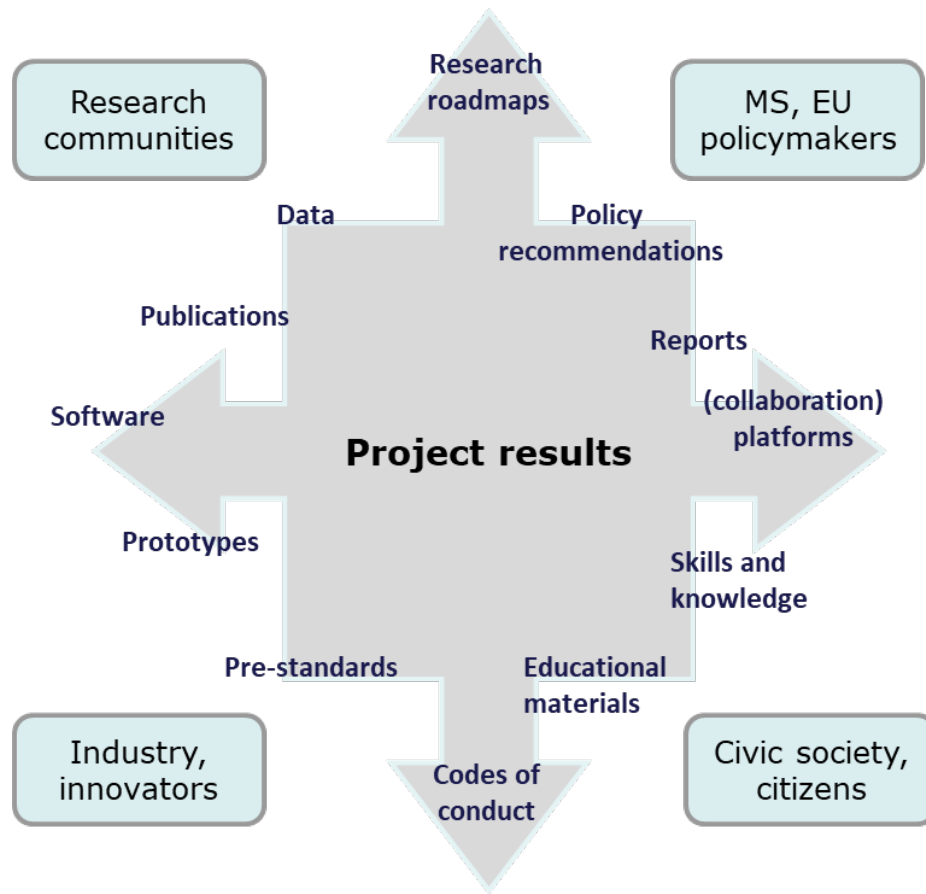 Research
roadmaps
Research
communities
MS, EU
policymakers
Data
Policy
recommendations
Publications
Reports
Software
(collaboration)
platforms
Project results
Prototypes
Skills and
knowledge
Pre-standards
Educational
materials
Industry,
innovators
Civic society,
citizens
Codes of
conduct